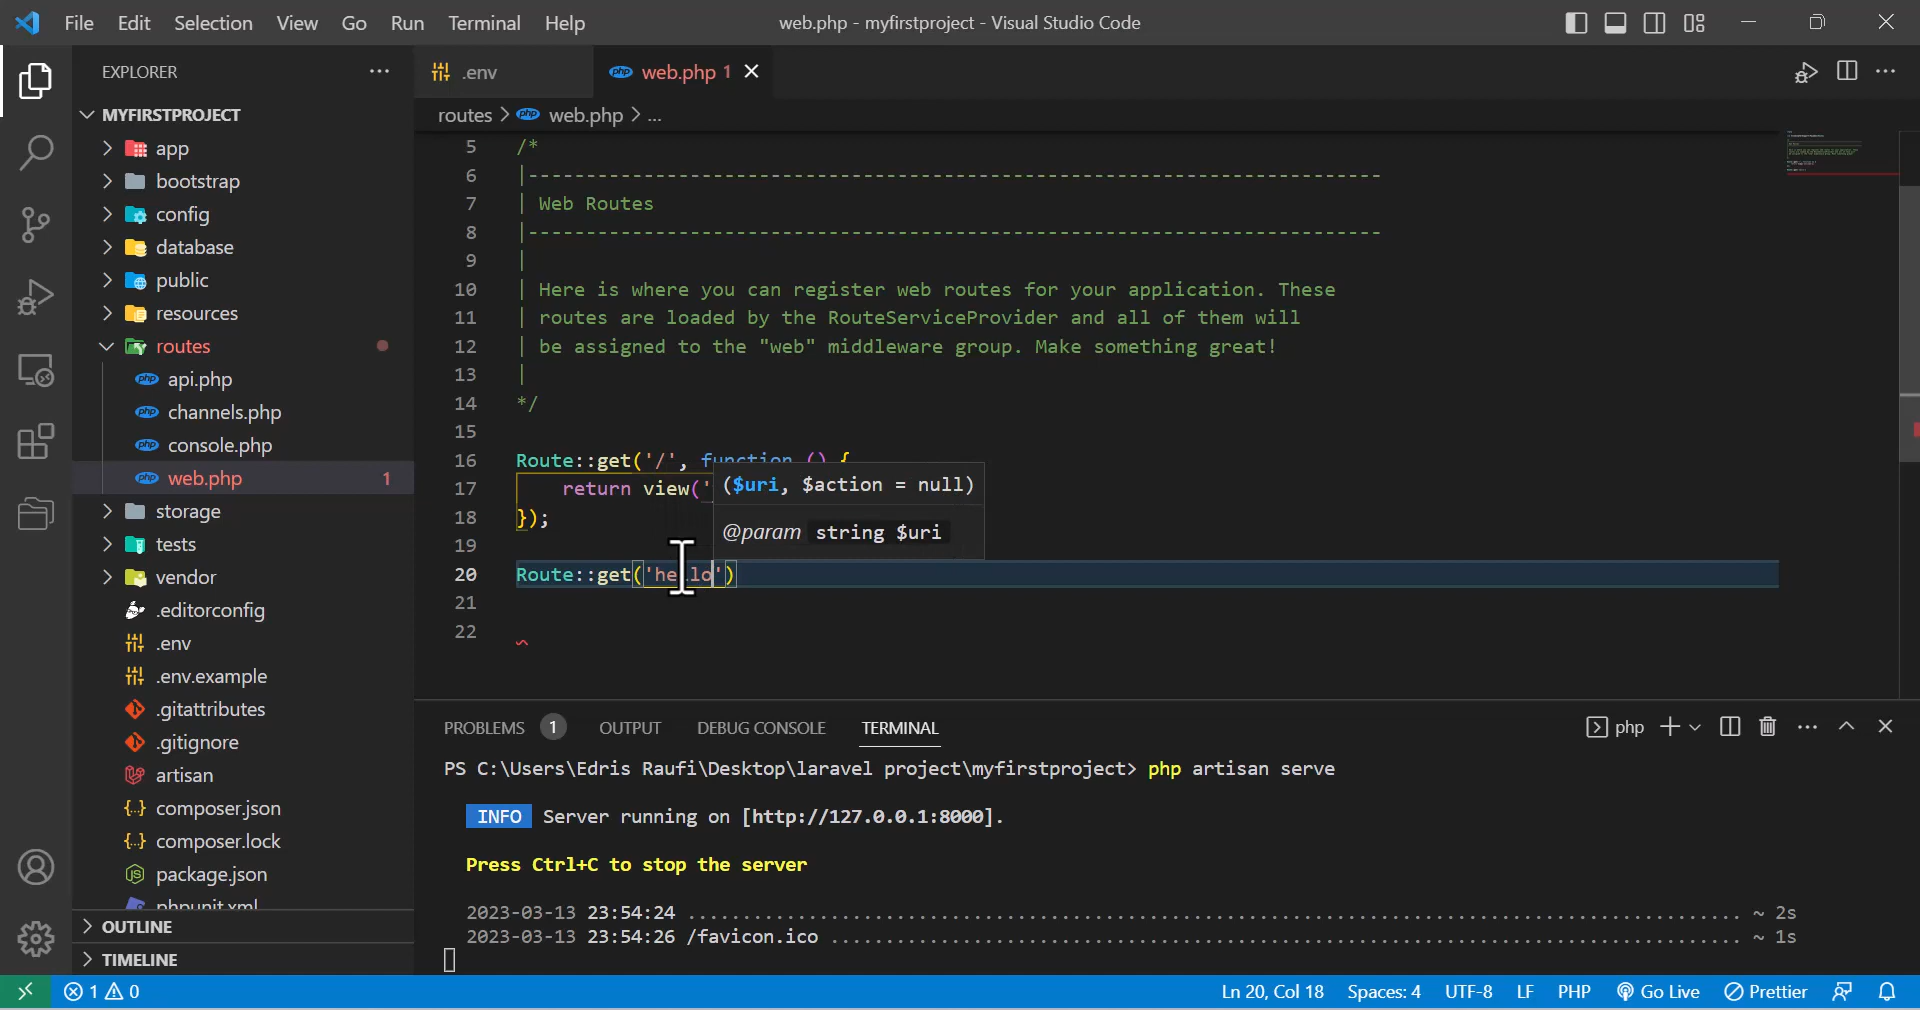 File Edit Selection View Go Run Terminal Help
web.php - myfirstproject - Visual Studio Code
EXPLORER
MYFIRSTPROJECT
app
bootstrap
config
database
public
resources
routes
api.php
channels.php
console.php
web.php 1
storage
tests
vendor
.editorconfig
.env
.env.example
.gitattributes
.gitignore
artisan
composer.json
composer.lock
package.json
phpunit.xml
OUTLINE
TIMELINE
.env
web.php 1
routes > web.php > ...
5 /*
6 |--------------------------------------------------------------------------
7 | Web Routes
8 |--------------------------------------------------------------------------
9 |
10 | Here is where you can register web routes for your application. These
11 | routes are loaded by the RouteServiceProvider and all of them will
12 | be assigned to the "web" middleware group. Make something great!
13 |
14 */
15
16 Route::get('/', function () {
17 return view('
18 });
19
20 Route::get('hello')
21
22
($uri, $action = null)
@param string $uri
PROBLEMS 1 OUTPUT DEBUG CONSOLE TERMINAL
php
PS C:\Users\Edris Raufi\Desktop\laravel project\myfirstproject> php artisan serve
INFO Server running on [http://127.0.0.1:8000].
Press Ctrl+C to stop the server
2023-03-13 23:54:24 ........................................................................................... ~ 2s
2023-03-13 23:54:26 /favicon.ico ............................................................................... ~ 1s
1 0
Ln 20, Col 18 Spaces: 4 UTF-8 LF PHP Go Live Prettier